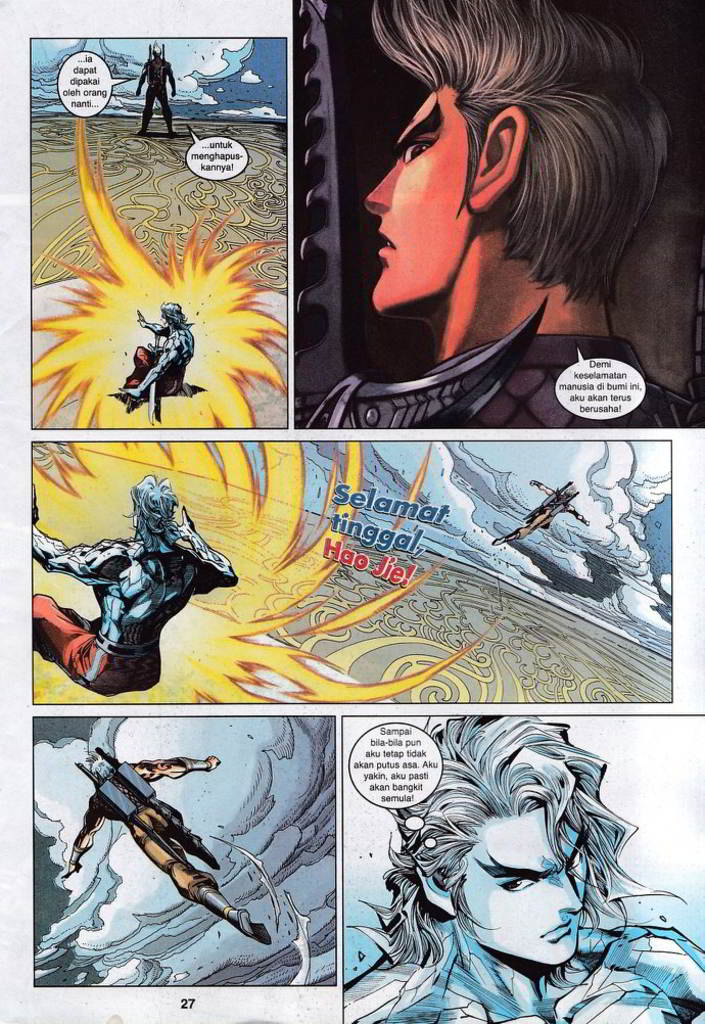 ...ia
dapat
dipakai
oleh orang
nanti...
...untuk
menghapus-
kannya!
Demi
keselamatan
manusia di bumi ini,
aku akan terus
berusaha!
Selamat
tinggal,
Hao Jie!
Sampai
bila-bila pun
aku tetap tidak
akan putus asa. Aku
yakin, aku pasti
akan bangkit
semula!
27